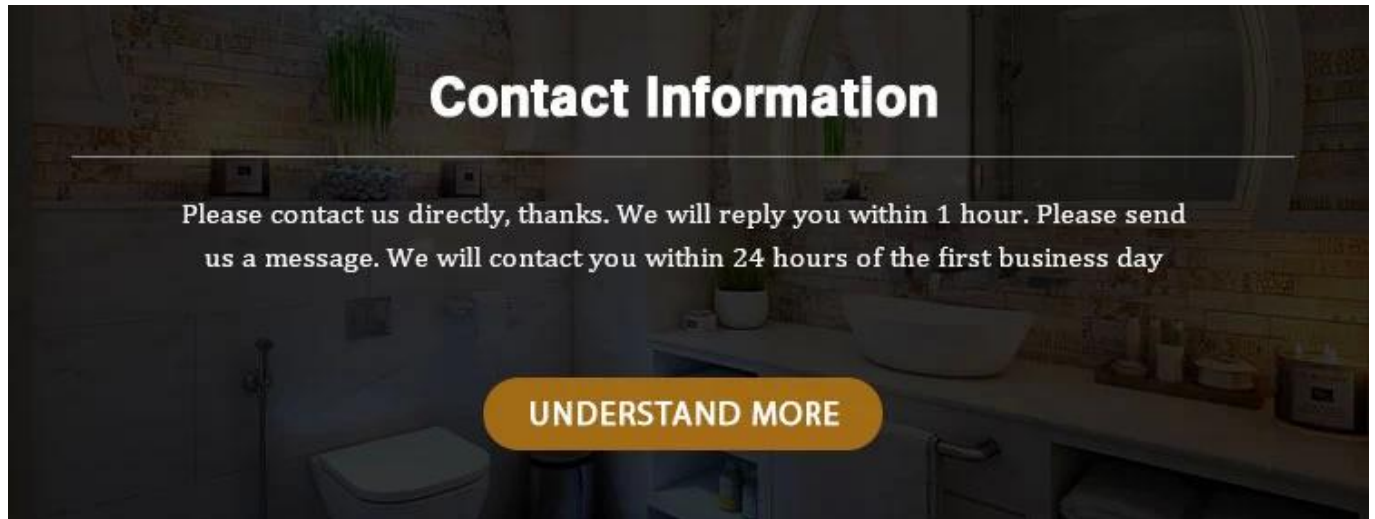 Contact Information
Please contact us directly, thanks. We will reply you within 1 hour. Please send
us a message. We will contact you within 24 hours of the first business day
UNDERSTAND MORE